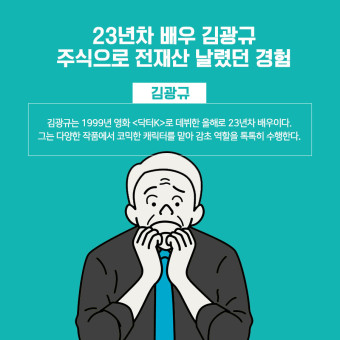 23년차 배우 김광규
주식으로 전재산 날렸던 경험
김광규
김광규는 1999년 영화 <닥터K>로 데뷔한 올해로 23년차 배우이다.
그는 다양한 작품에서 코믹한 캐릭터를 맡아 감초 역할을 톡톡히 수행한다.